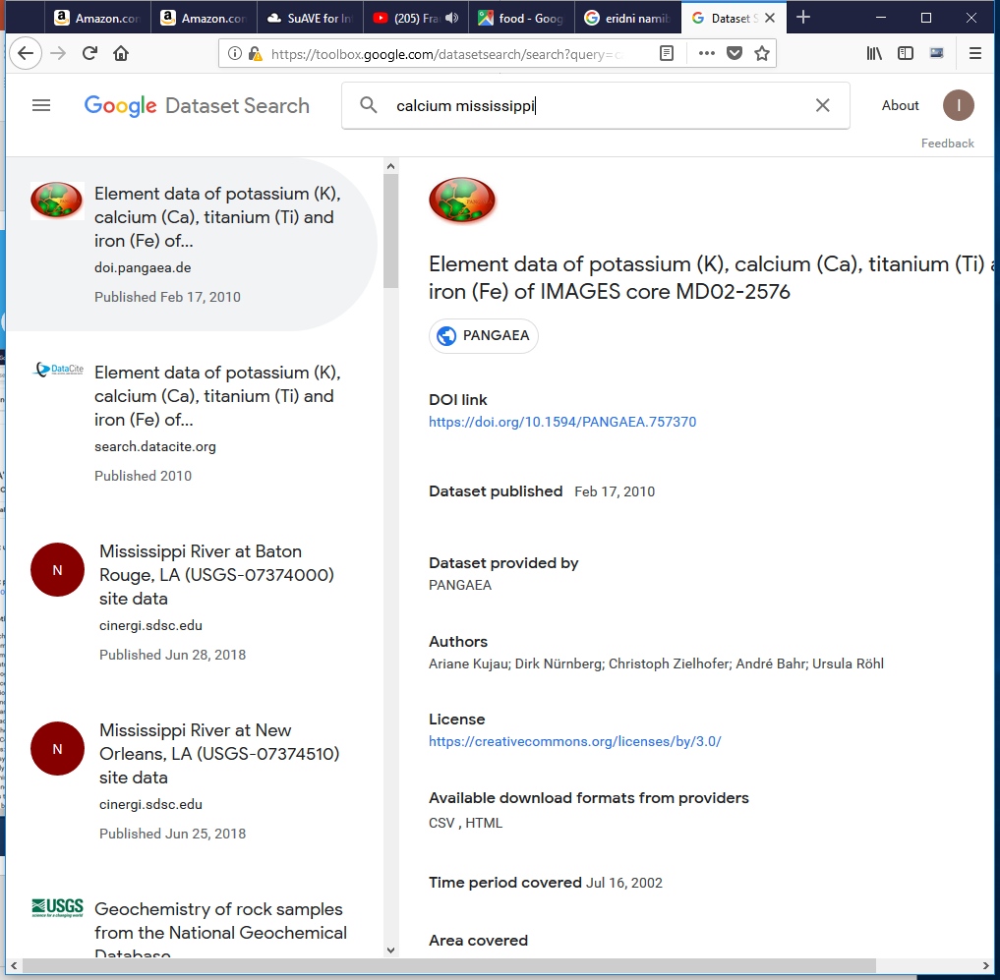 Amazon.co
Amazon.co
SuAVE for In
(205) Fra
food - Goog
eridni namib
Dataset S
https://toolbox.google.com/datasetsearch/search?query=c
Google Dataset Search
calcium mississippi
About
I
Feedback
Element data of potassium (K),
calcium (Ca), titanium (Ti) and
iron (Fe) of...
doi.pangaea.de
Published Feb 17, 2010
DataCite
Element data of potassium (K),
calcium (Ca), titanium (Ti) and
iron (Fe) of...
search.datacite.org
Published 2010
N
Mississippi River at Baton
Rouge, LA (USGS-07374000)
site data
cinergi.sdsc.edu
Published Jun 28, 2018
N
Mississippi River at New
Orleans, LA (USGS-07374510)
site data
cinergi.sdsc.edu
Published Jun 25, 2018
USGS
science for a changing world
Geochemistry of rock samples
from the National Geochemical
Database
Element data of potassium (K), calcium (Ca), titanium (Ti) a
iron (Fe) of IMAGES core MD02-2576
PANGAEA
DOI link
https://doi.org/10.1594/PANGAEA.757370
Dataset published Feb 17, 2010
Dataset provided by
PANGAEA
Authors
Ariane Kujau; Dirk Nürnberg; Christoph Zielhofer; André Bahr; Ursula Röhl
License
https://creativecommons.org/licenses/by/3.0/
Available download formats from providers
CSV , HTML
Time period covered Jul 16, 2002
Area covered